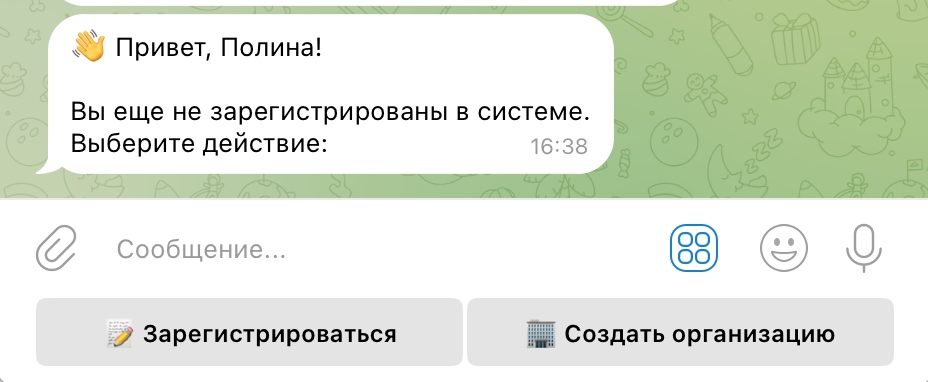 👋 Привет, Полина!
Вы еще не зарегистрированы в системе.
Выберите действие:
16:38
Сообщение...
📝 Зарегистрироваться
🏢 Создать организацию